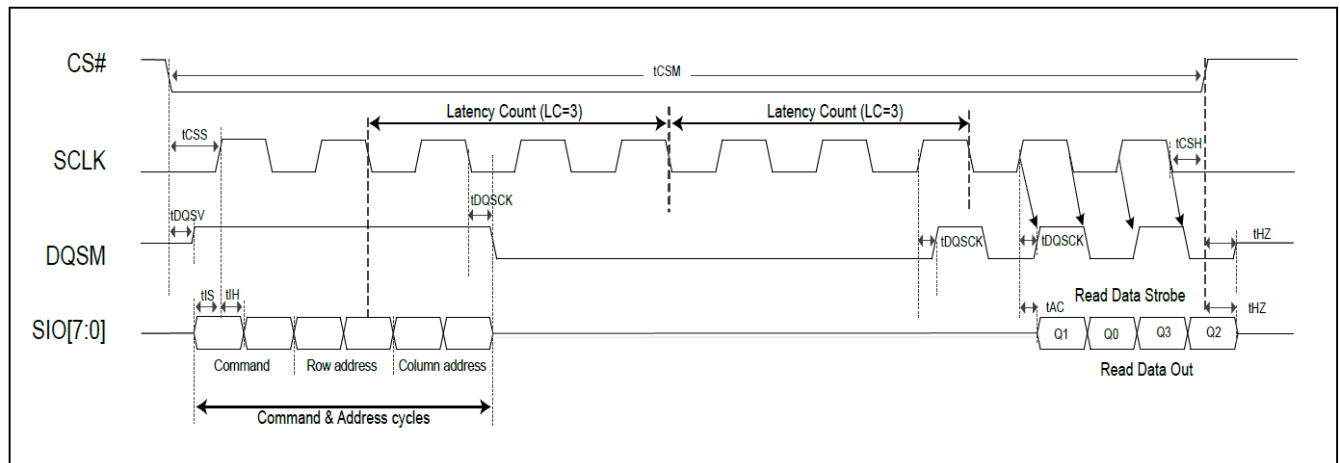 CS#
tCSM
Latency Count (LC=3)
Latency Count (LC=3)
tCSS
SCLK
tCSH
tDQSCK
tDQSV
DQSM
tDQSCK
tDQSCK
tHZ
Read Data Strobe
tIS
tIH
tAC
tHZ
SIO[7:0]
Q1
Q0
Q3
Q2
Command
Row address
Column address
Read Data Out
Command & Address cycles